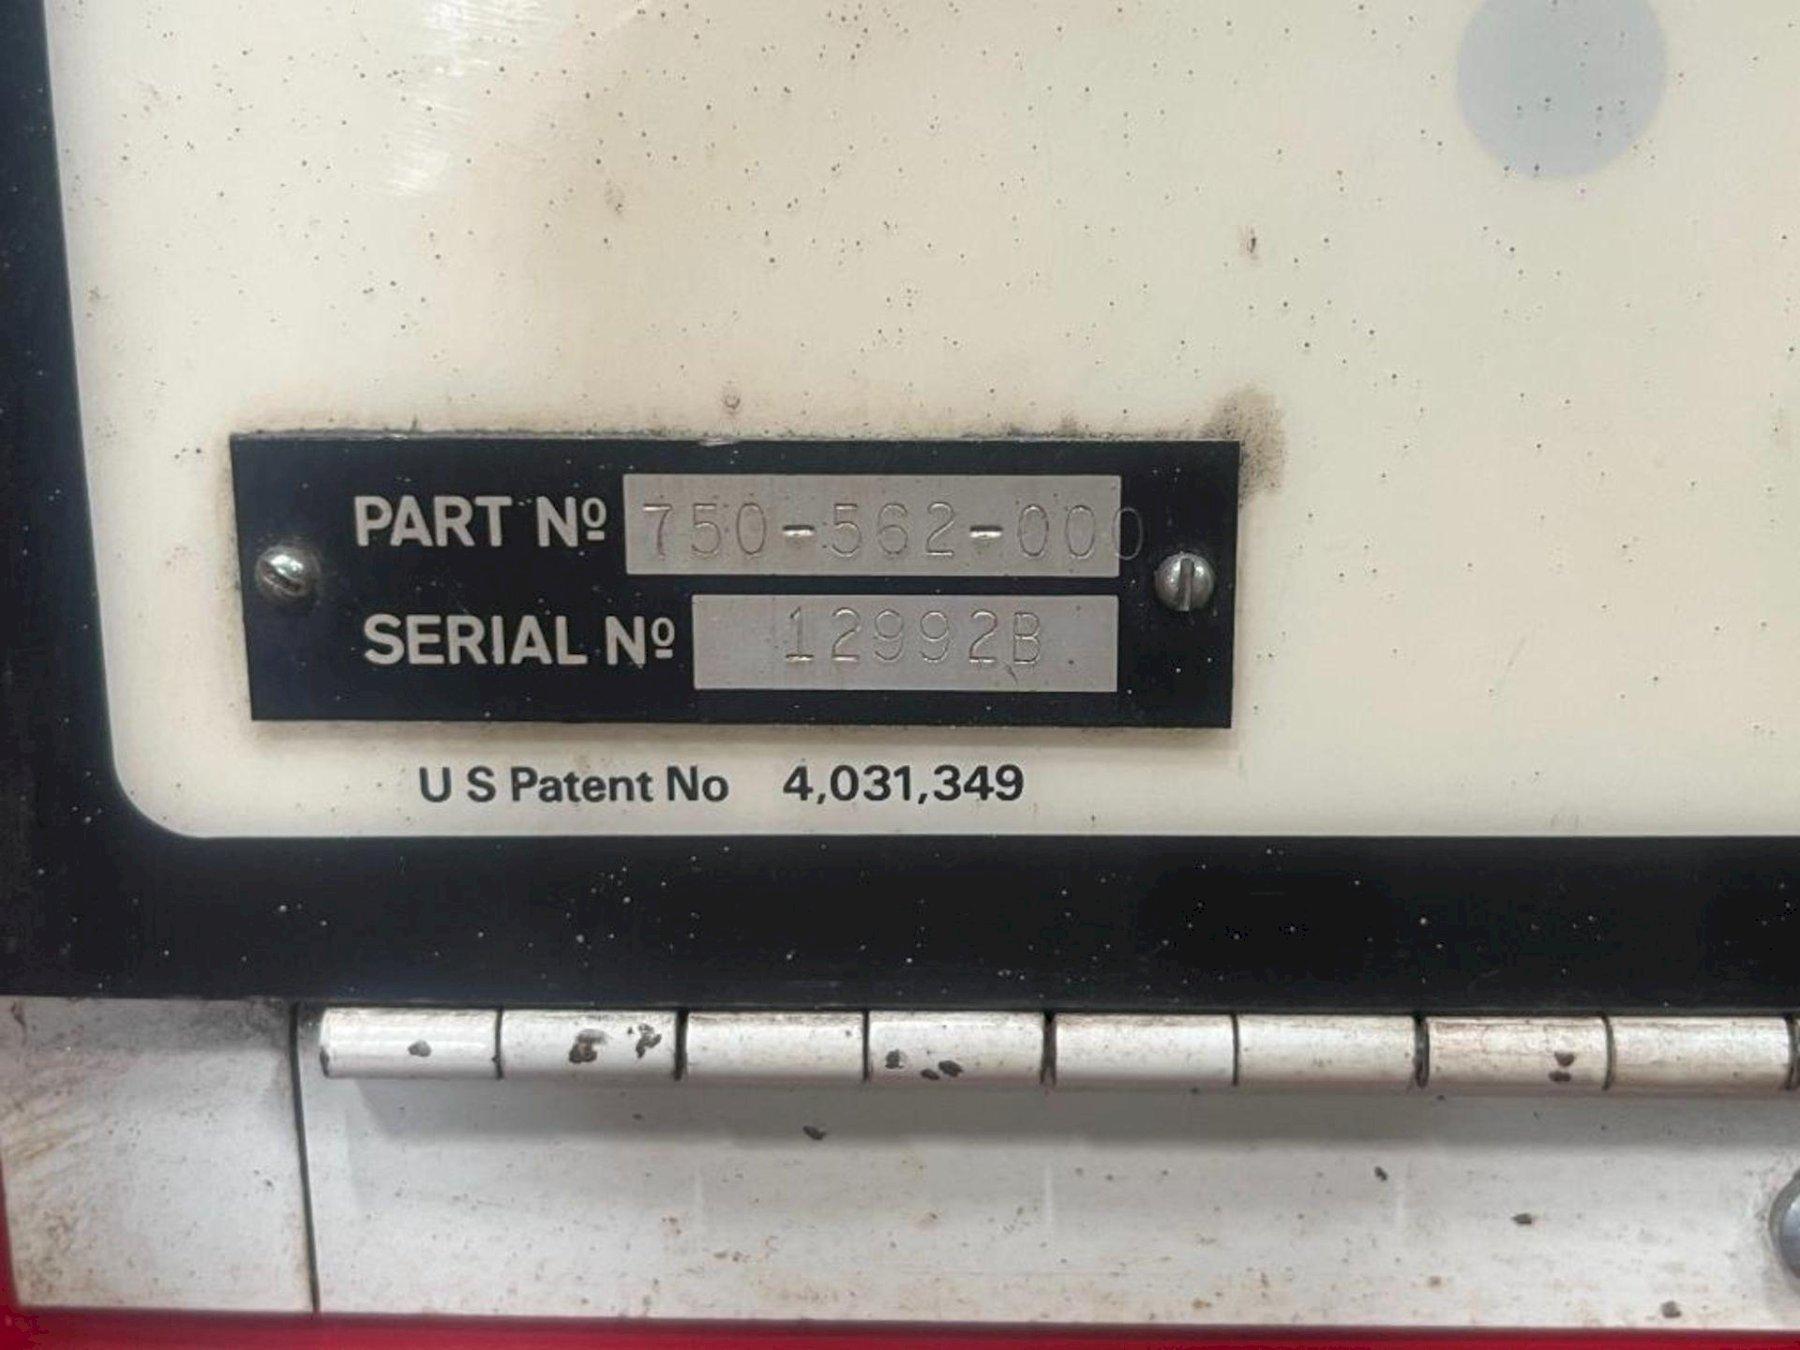 PART Nº 750-562-000
SERIAL Nº 12992B
U S Patent No 4,031,349